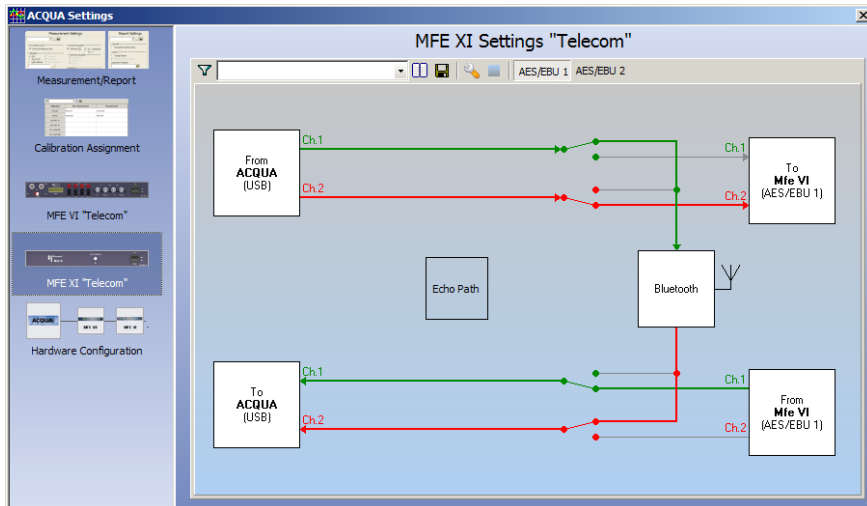 ACQUA Settings
MFE XI Settings "Telecom"
Measurement/Report
Calibration Assignment
MFE VI "Telecom"
MFE XI "Telecom"
ACQUA
Hardware Configuration
AES/EBU 1 AES/EBU 2
From
ACQUA
(USB)
Ch.1
Ch.2
Ch.1
Ch.2
To
Mfe VI
(AES/EBU 1)
Echo Path
Bluetooth
To
ACQUA
(USB)
Ch.1
Ch.2
Ch.1
Ch.2
From
Mfe VI
(AES/EBU 1)